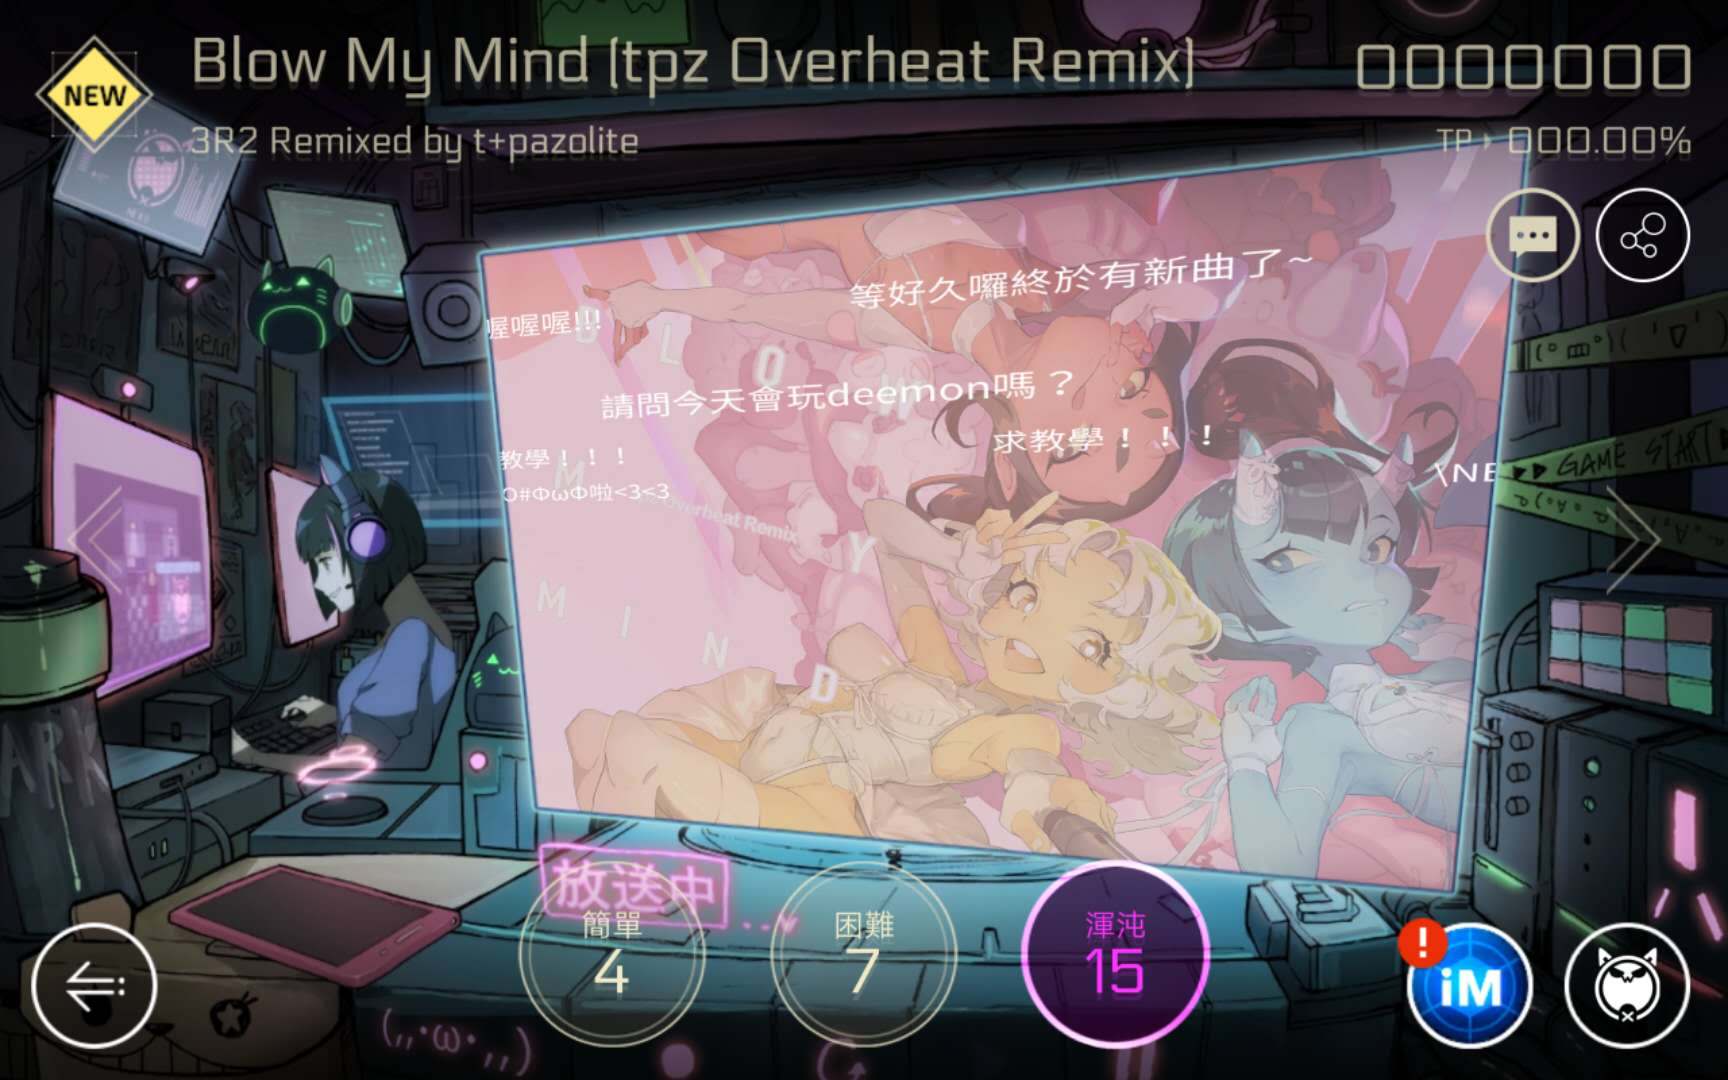 NEW
Blow My Mind (tpz Overheat Remix)
3R2 Remixed by t+pazolite
0000000
TP 000.00%
等好久囉終於有新曲了~
喔喔喔!!!
請問今天會玩deemon嗎？
求教學！！！
教學！！！
O#ΦωΦ啦<3<3
\NE
BLOW
MY
MIND
Overheat Remix
GAME START!
放送中
簡單
4
困難
7
渾沌
15
!
iM
(,,·ω·,,)